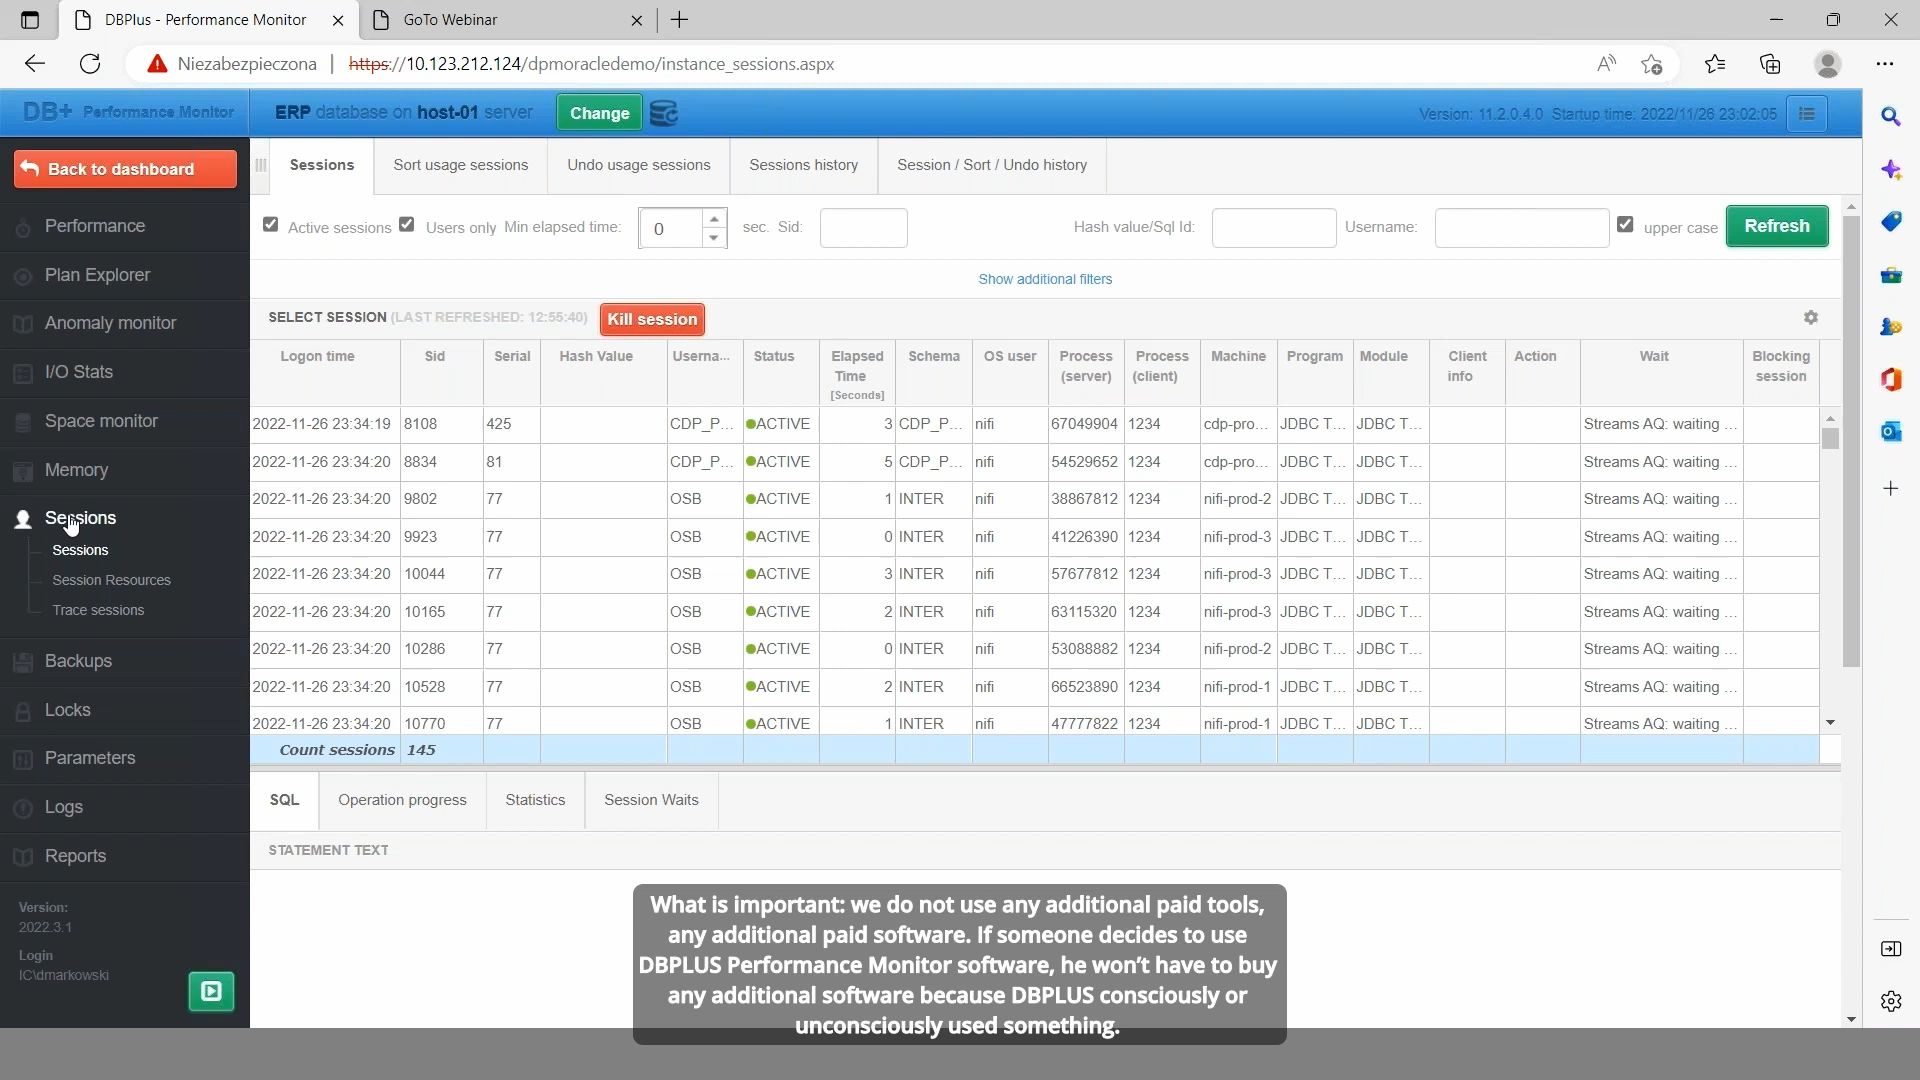 DBPlus - Performance Monitor
GoTo Webinar
Niezabezpieczona
https://10.123.212.124/dpmoracledemo/instance_sessions.aspx
DB+ Performance Monitor
ERP database on host-01 server
Change
Version: 11.2.0.4.0 Startup time: 2022/11/26 23:02:05
Back to dashboard
Performance
Plan Explorer
Anomaly monitor
I/O Stats
Space monitor
Memory
Sessions
Sessions
Session Resources
Trace sessions
Backups
Locks
Parameters
Logs
Reports
Version:
2022.3.1
Login
IC\dmarkowski
Sessions Sort usage sessions Undo usage sessions Sessions history Session / Sort / Undo history
Active sessions Users only Min elapsed time: 0 sec. Sid: Hash value/Sql Id: Username: upper case Refresh
Show additional filters
SELECT SESSION (LAST REFRESHED: 12:55:40) Kill session
Logon time Sid Serial Hash Value Userna... Status Elapsed Time [Seconds] Schema OS user Process (server) Process (client) Machine Program Module Client info Action Wait Blocking session
2022-11-26 23:34:19 8108 425 CDP_P... ACTIVE 3 CDP_P... nifi 67049904 1234 cdp-pro... JDBC T... JDBC T... Streams AQ: waiting ...
2022-11-26 23:34:20 8834 81 CDP_P... ACTIVE 5 CDP_P... nifi 54529652 1234 cdp-pro... JDBC T... JDBC T... Streams AQ: waiting ...
2022-11-26 23:34:20 9802 77 OSB ACTIVE 1 INTER nifi 38867812 1234 nifi-prod-2 JDBC T... JDBC T... Streams AQ: waiting ...
2022-11-26 23:34:20 9923 77 OSB ACTIVE 0 INTER nifi 41226390 1234 nifi-prod-3 JDBC T... JDBC T... Streams AQ: waiting ...
2022-11-26 23:34:20 10044 77 OSB ACTIVE 3 INTER nifi 57677812 1234 nifi-prod-3 JDBC T... JDBC T... Streams AQ: waiting ...
2022-11-26 23:34:20 10165 77 OSB ACTIVE 2 INTER nifi 63115320 1234 nifi-prod-3 JDBC T... JDBC T... Streams AQ: waiting ...
2022-11-26 23:34:20 10286 77 OSB ACTIVE 0 INTER nifi 53088882 1234 nifi-prod-2 JDBC T... JDBC T... Streams AQ: waiting ...
2022-11-26 23:34:20 10528 77 OSB ACTIVE 2 INTER nifi 66523890 1234 nifi-prod-1 JDBC T... JDBC T... Streams AQ: waiting ...
2022-11-26 23:34:20 10770 77 OSB ACTIVE 1 INTER nifi 47777822 1234 nifi-prod-1 JDBC T... JDBC T... Streams AQ: waiting ...
Count sessions 145
SQL Operation progress Statistics Session Waits
STATEMENT TEXT
What is important: we do not use any additional paid tools,
any additional paid software. If someone decides to use
DBPLUS Performance Monitor software, he won't have to buy
any additional software because DBPLUS consciously or
unconsciously used something.